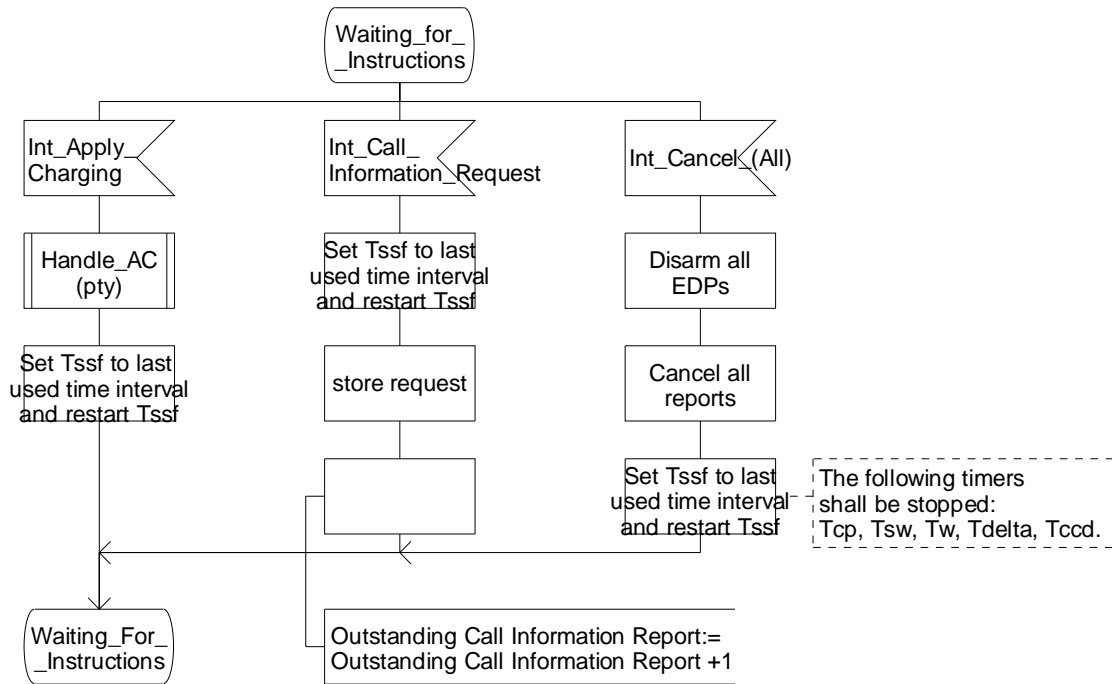 Waiting_for_
_Instructions
Int_Apply_
Charging
Int_Call_
Information_Request
Int_Cancel_(All)
Handle_AC
(pty)
Set Tssf to last
used time interval
and restart Tssf
Disarm all
EDPs
Set Tssf to last
used time interval
and restart Tssf
store request
Cancel all
reports
Set Tssf to last
used time interval
and restart Tssf
The following timers
shall be stopped:
Tcp, Tsw, Tw, Tdelta, Tccd.
Waiting_For_
_Instructions
Outstanding Call Information Report:=
Outstanding Call Information Report +1